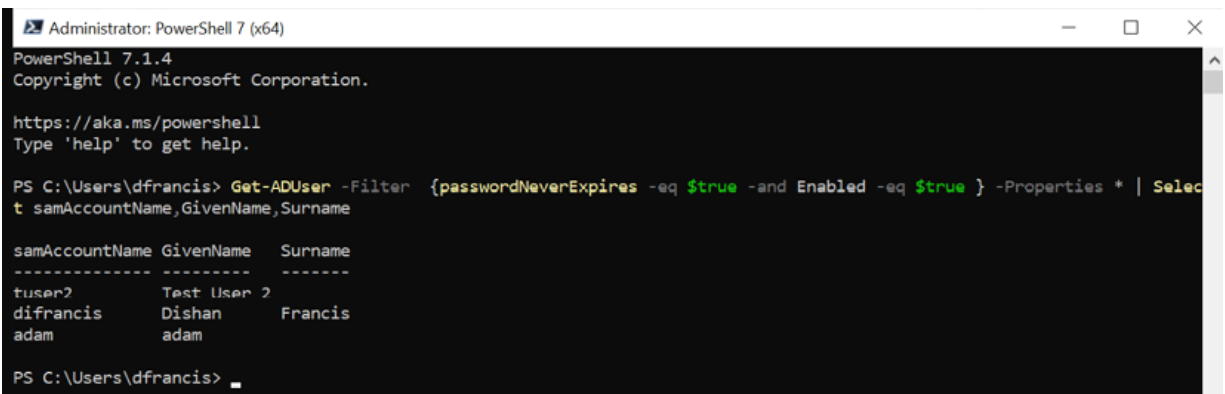 Administrator: PowerShell 7 (x64)
PowerShell 7.1.4
Copyright (c) Microsoft Corporation.
https://aka.ms/powershell
Type 'help' to get help.
PS C:\Users\dfrancis> Get-ADUser -Filter  {passwordNeverExpires -eq $true -and Enabled -eq $true } -Properties * | Selec
t samAccountName,GivenName,Surname
samAccountName GivenName   Surname
-------------- ---------   -------
tuser2         Test User 2
difrancis      Dishan      Francis
adam           adam
PS C:\Users\dfrancis>